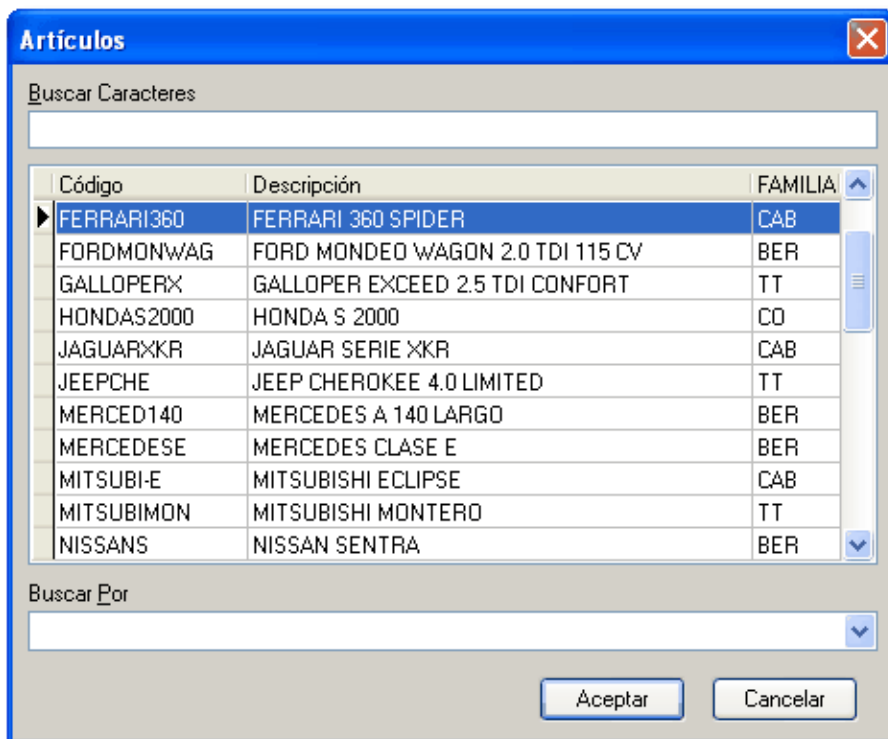 Artículos
Buscar Caracteres
Código Descripción FAMILIA
FERRARI360 FERRARI 360 SPIDER CAB
FORDMONWAG FORD MONDEO WAGON 2.0 TDI 115 CV BER
GALLOPERX GALLOPER EXCEED 2.5 TDI CONFORT TT
HONDAS2000 HONDA S 2000 CO
JAGUARXKR JAGUAR SERIE XKR CAB
JEEPCHE JEEP CHEROKEE 4.0 LIMITED TT
MERCED140 MERCEDES A 140 LARGO BER
MERCEDESE MERCEDES CLASE E BER
MITSUBI-E MITSUBISHI ECLIPSE CAB
MITSUBIMON MITSUBISHI MONTERO TT
NISSANS NISSAN SENTRA BER
Buscar Por
Aceptar Cancelar